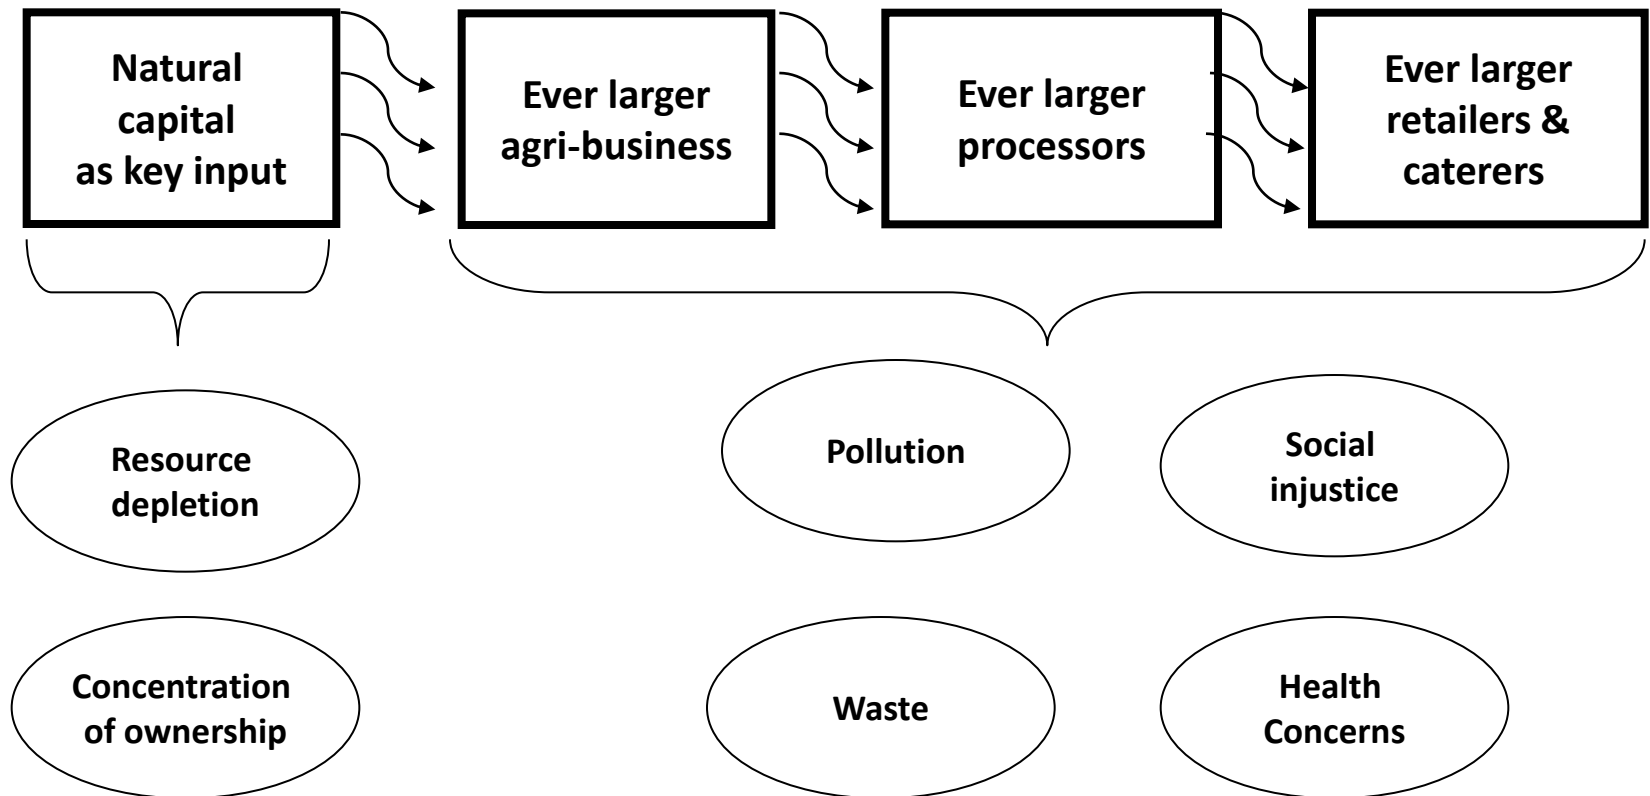 Natural
capital
as key input
Ever larger
agri-business
Ever larger
processors
Ever larger
retailers &
caterers
Resource
depletion
Pollution
Social
injustice
Concentration
of ownership
Waste
Health
Concerns